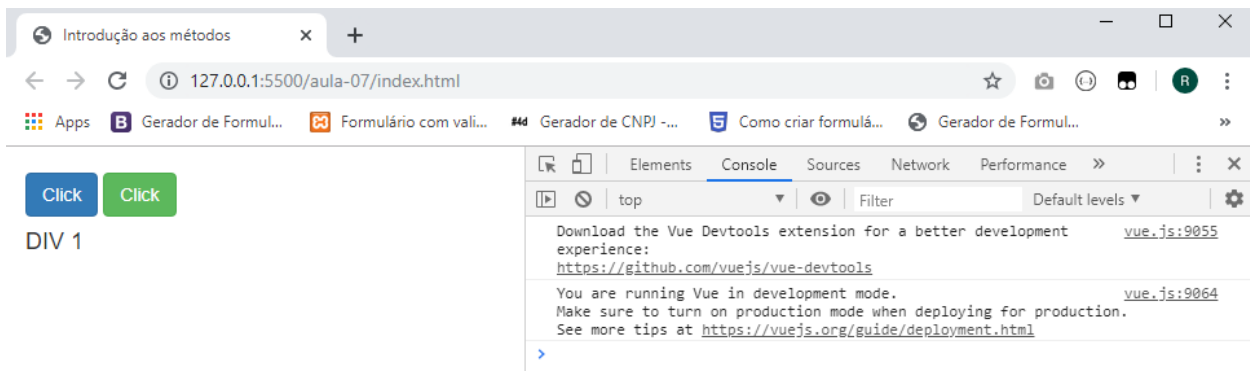 Introdução aos métodos
127.0.0.1:5500/aula-07/index.html
R
Apps B Gerador de Formul... Formulário com vali... #4d Gerador de CNPJ -... 5 Como criar formulá... Gerador de Formul... »
Click Click
DIV 1
Elements Console Sources Network Performance »
top Filter Default levels ▼
Download the Vue Devtools extension for a better development vue.js:9055
experience:
https://github.com/vuejs/vue-devtools
You are running Vue in development mode. vue.js:9064
Make sure to turn on production mode when deploying for production.
See more tips at https://vuejs.org/guide/deployment.html